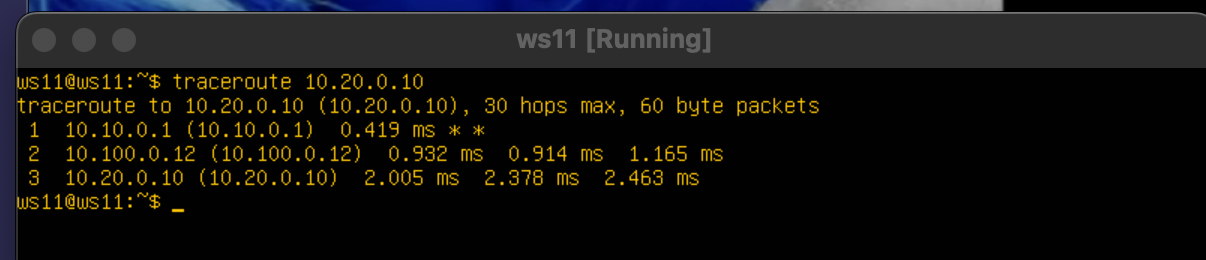 ws11 [Running]
ws11@ws11:~$ traceroute 10.20.0.10
traceroute to 10.20.0.10 (10.20.0.10), 30 hops max, 60 byte packets
 1  10.10.0.1 (10.10.0.1)  0.419 ms * *
 2  10.100.0.12 (10.100.0.12)  0.932 ms  0.914 ms  1.165 ms
 3  10.20.0.10 (10.20.0.10)  2.005 ms  2.378 ms  2.463 ms
ws11@ws11:~$ _